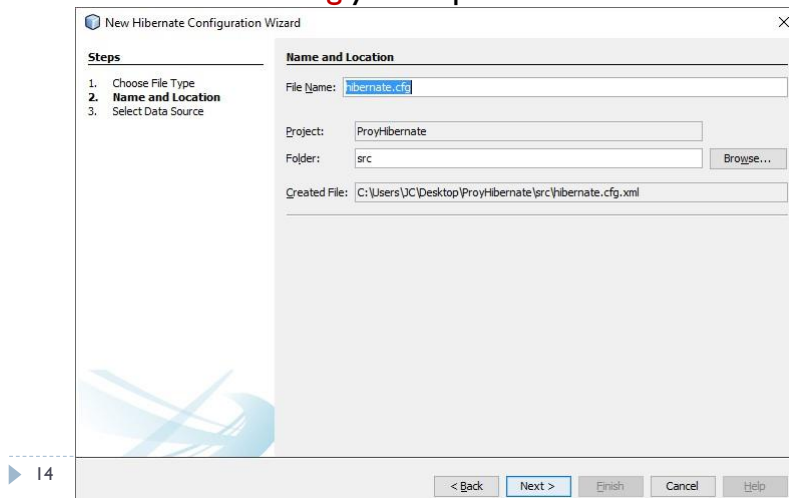 New Hibernate Configuration Wizard
Steps
1. Choose File Type
2. Name and Location
3. Select Data Source
Name and Location
File Name: hibernate.cfg
Project: ProyHibernate
Folder: src Browse...
Created File: C:\Users\JC\Desktop\ProyHibernate\src\hibernate.cfg.xml
14
< Back Next > Finish Cancel Help